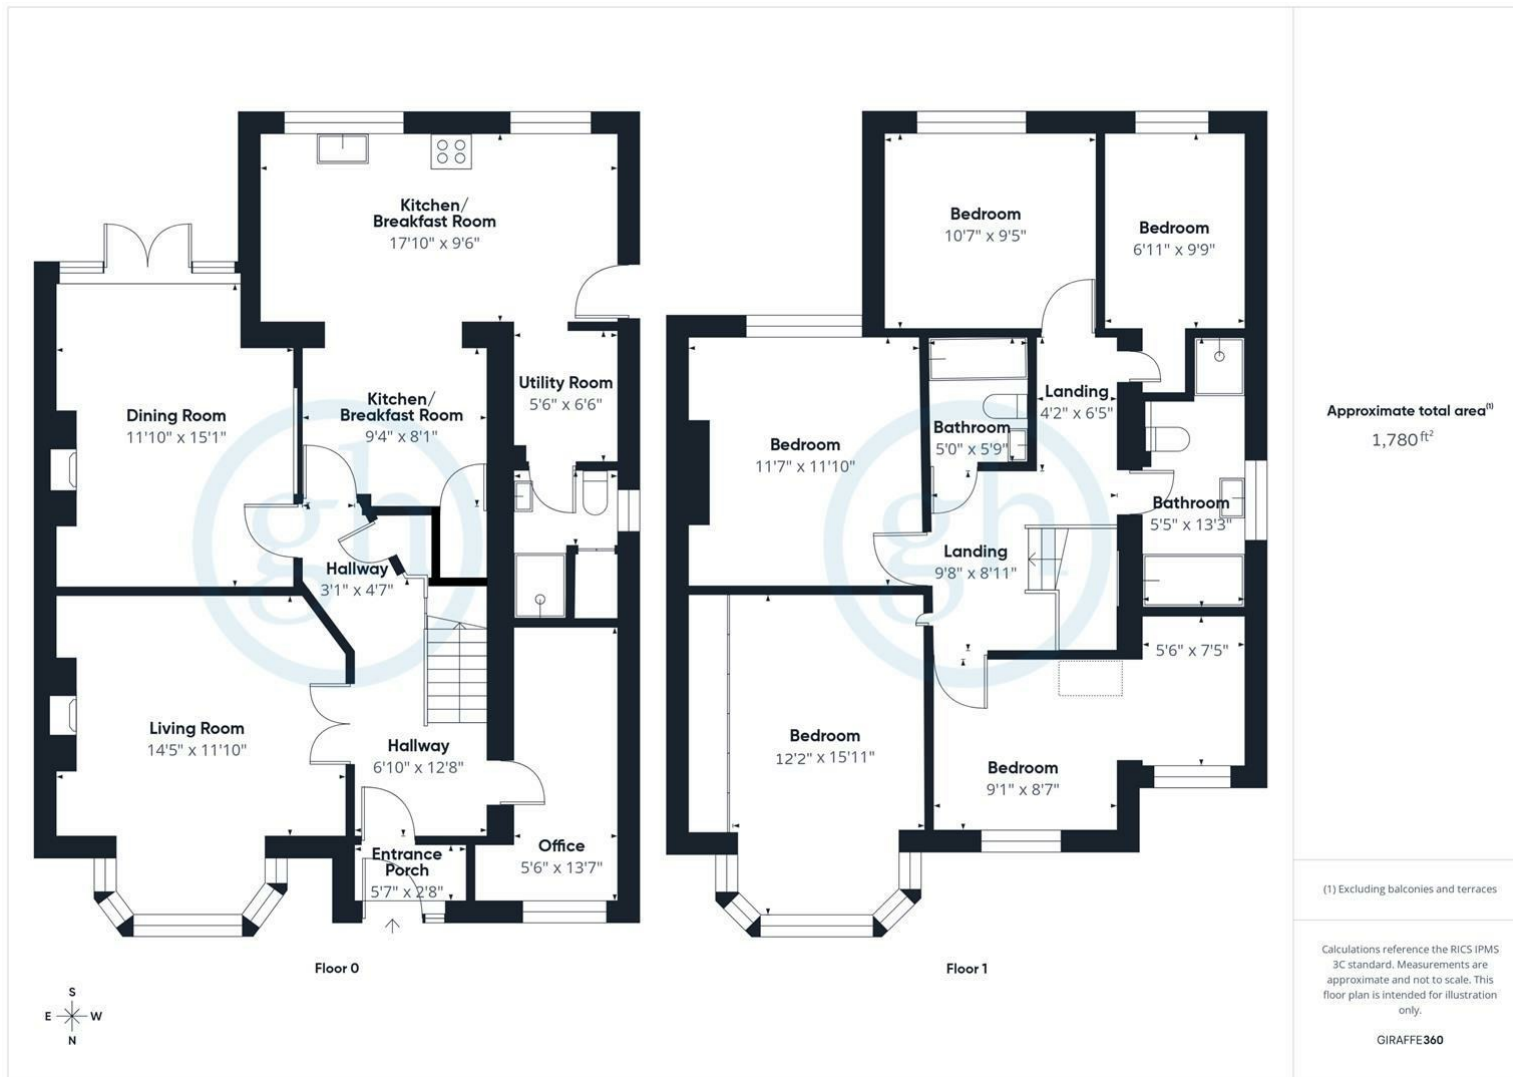 Kitchen/
Breakfast Room
17'10" x 9'6"
Dining Room
11'10" x 15'1"
Kitchen/
Breakfast Room
9'4" x 8'1"
Utility Room
5'6" x 6'6"
Hallway
3'1" x 4'7"
Living Room
14'5" x 11'10"
Hallway
6'10" x 12'8"
Entrance
Porch
5'7" x 2'8"
Office
5'6" x 13'7"
Floor 0
Bedroom
10'7" x 9'5"
Bedroom
6'11" x 9'9"
Bedroom
11'7" x 11'10"
Bathroom
5'0" x 5'9"
Landing
4'2" x 6'5"
Bathroom
5'5" x 13'3"
Landing
9'8" x 8'11"
5'6" x 7'5"
Bedroom
12'2" x 15'11"
Bedroom
9'1" x 8'7"
Floor 1
gh
gh
S
E W
N
Approximate total area(1)
1,780 ft²
(1) Excluding balconies and terraces
Calculations reference the RICS IPMS
3C standard. Measurements are
approximate and not to scale. This
floor plan is intended for illustration
only.
GIRAFFE360